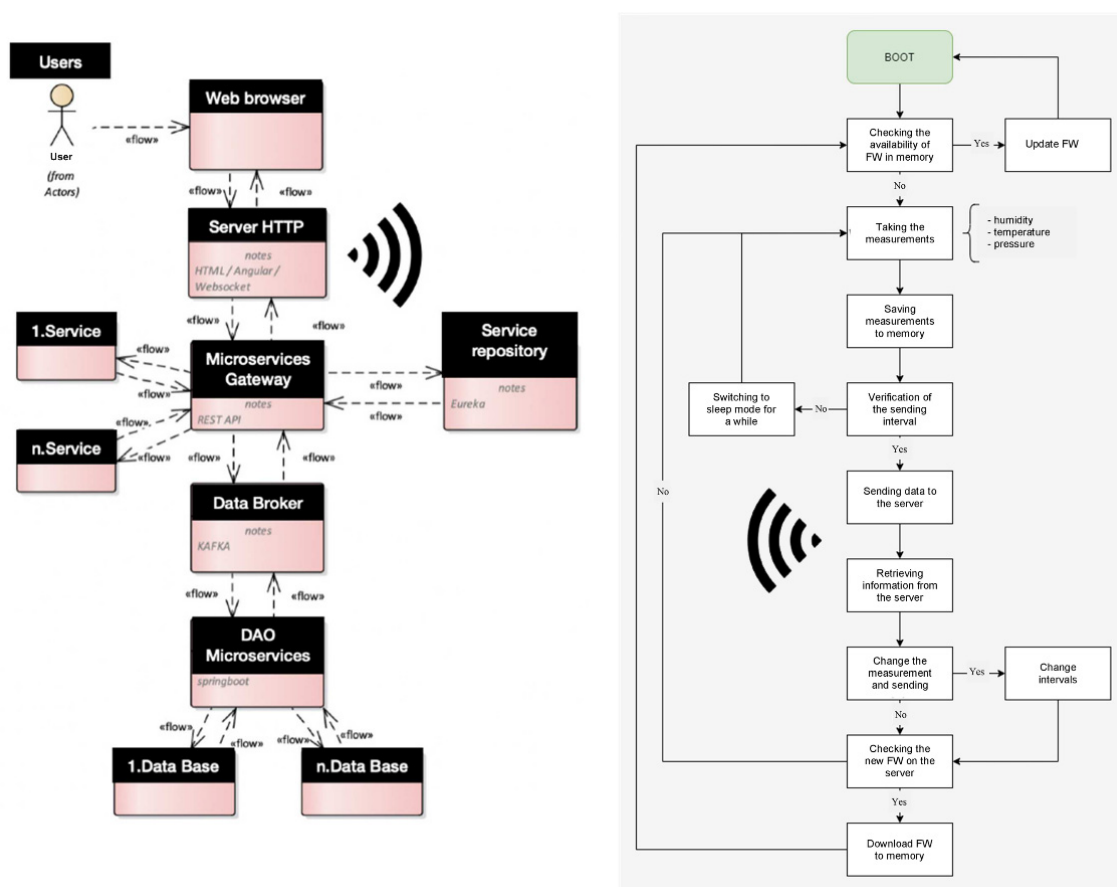 Users
User
(from
Actors)
«flow»
Web browser
«flow»
«flow»
Server HTTP
notes
HTML / Angular /
Websocket
«flow»
«flow»
1.Service
«flow»
«flow»
Microservices
Gateway
notes
REST API
«flow»
«flow»
Service
repository
notes
Eureka
n.Service
«flow».
«flow»
«flow»
«flow»
Data Broker
notes
KAFKA
«flow»
«flow»
DAO
Microservices
springboot
«flow»
«flow»
«flow»
«flow»
1.Data Base
n.Data Base
BOOT
Checking the
availability of
FW in memory
Yes
Update FW
No
Taking the
measurements
- humidity
- temperature
- pressure
Saving
measurements
to memory
Verification of
the sending
interval
No
Switching to
sleep mode for
a while
Yes
Sending data to
the server
No
Retrieving
information from
the server
Change the
measurement
and sending
Yes
Change
intervals
No
Checking the
new FW on the
server
Yes
Download FW
to memory